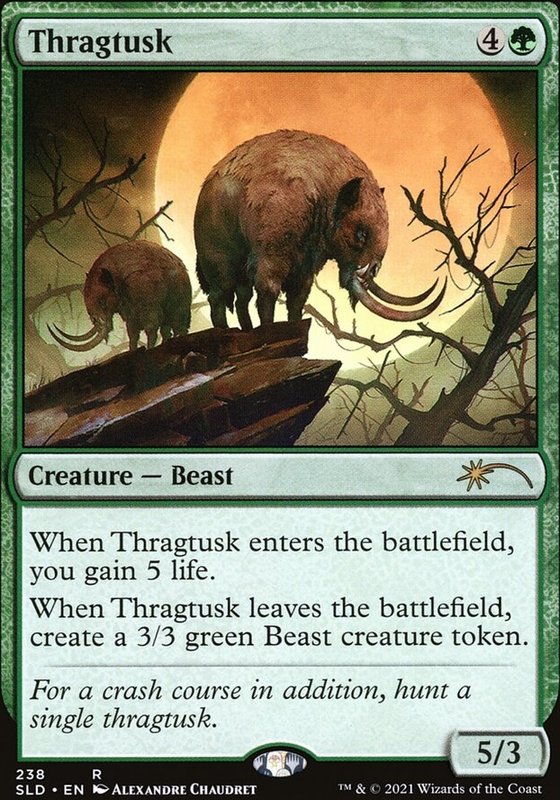 Thragtusk 4
Creature — Beast
When Thragtusk enters the battlefield,
you gain 5 life.
When Thragtusk leaves the battlefield,
create a 3/3 green Beast creature token.
For a crash course in addition, hunt a
single thragtusk.
5/3
238 R
SLD • EN Alexandre Chaudret
™ & © 2021 Wizards of the Coast